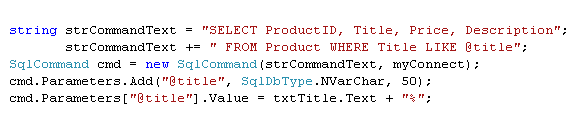 string strCommandText = "SELECT ProductID, Title, Price, Description";
strCommandText += " FROM Product WHERE Title LIKE @title";
SqlCommand cmd = new SqlCommand(strCommandText, myConnect);
cmd.Parameters.Add("@title", SqlDbType.NVarChar, 50);
cmd.Parameters["@title"].Value = txtTitle.Text + "%";